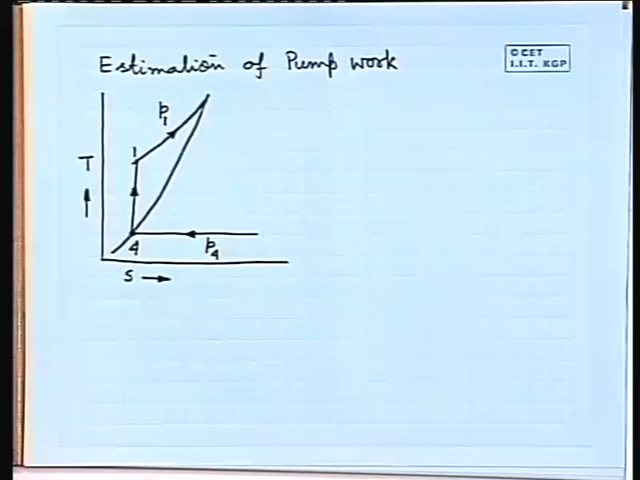 Estimation of Pump work
© CET
I.I.T. KGP
p1
1
T
4
p4
s